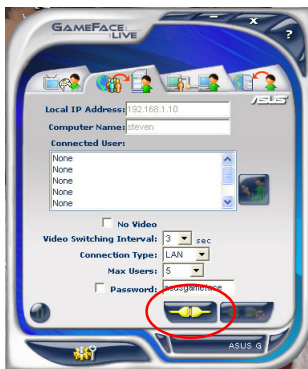 GAMEFACE
LIVE
x
?
ASUS
Local IP Address: 192.168.1.10
Computer Name: steven
Connected User:
None
None
None
None
No Video
Video Switching Interval: 3 sec
Connection Type: LAN
Max Users: 5
Password: asusgameface
ASUS G